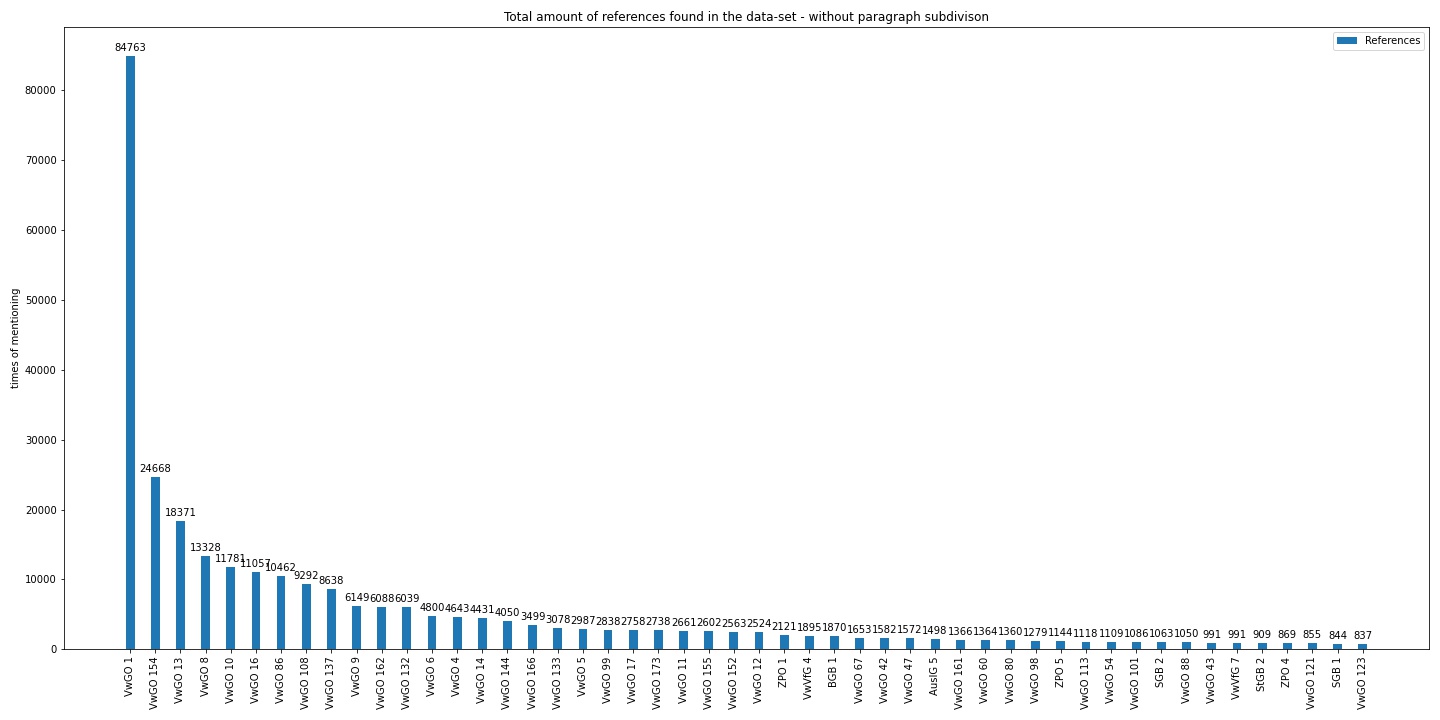 Total amount of references found in the data-set - without paragraph subdivison
References
times of mentioning
80000
70000
60000
50000
40000
30000
20000
10000
0
84763
24668
18371
13328
11781
11057
10462
9292
8638
6149
6088
6039
4800
4643
4431
4050
3499
3078
2987
2838
2758
2738
2661
2602
2563
2524
2121
1895
1870
1653
1582
1572
1498
1366
1364
1360
1279
1144
1118
1109
1086
1063
1050
991
991
909
869
855
844
837
VwGO 1
VwGO 154
VwGO 13
VwGO 8
VwGO 10
VwGO 16
VwGO 86
VwGO 108
VwGO 137
VwGO 9
VwGO 162
VwGO 132
VwGO 6
VwGO 4
VwGO 14
VwGO 144
VwGO 166
VwGO 133
VwGO 5
VwGO 99
VwGO 17
VwGO 173
VwGO 11
VwGO 155
VwGO 152
VwGO 12
ZPO 1
VwVfG 4
BGB 1
VwGO 67
VwGO 42
VwGO 47
AuslG 5
VwGO 161
VwGO 60
VwGO 80
VwGO 98
ZPO 5
VwGO 113
VwGO 54
VwGO 101
SGB 2
VwGO 88
VwGO 43
VwVfG 7
StGB 2
ZPO 4
VwGO 121
SGB 1
VwGO 123